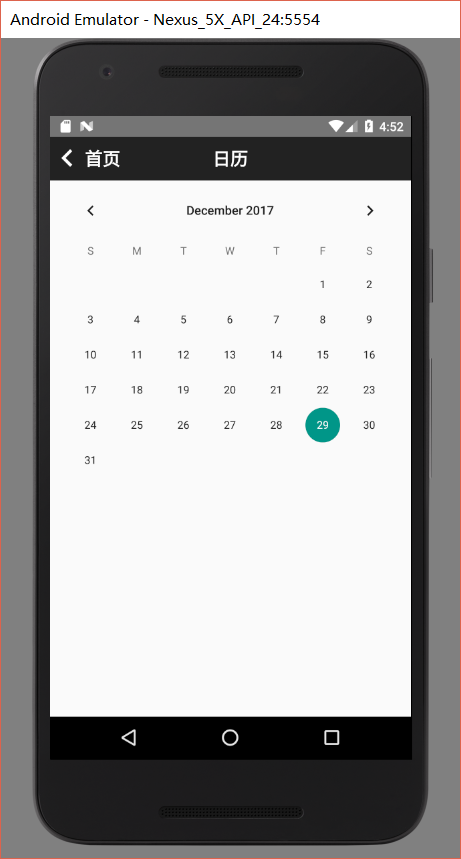 Android Emulator - Nexus_5X_API_24:5554
4:52
首页 日历
December 2017
S M T W T F S
1 2
3 4 5 6 7 8 9
10 11 12 13 14 15 16
17 18 19 20 21 22 23
24 25 26 27 28 29 30
31